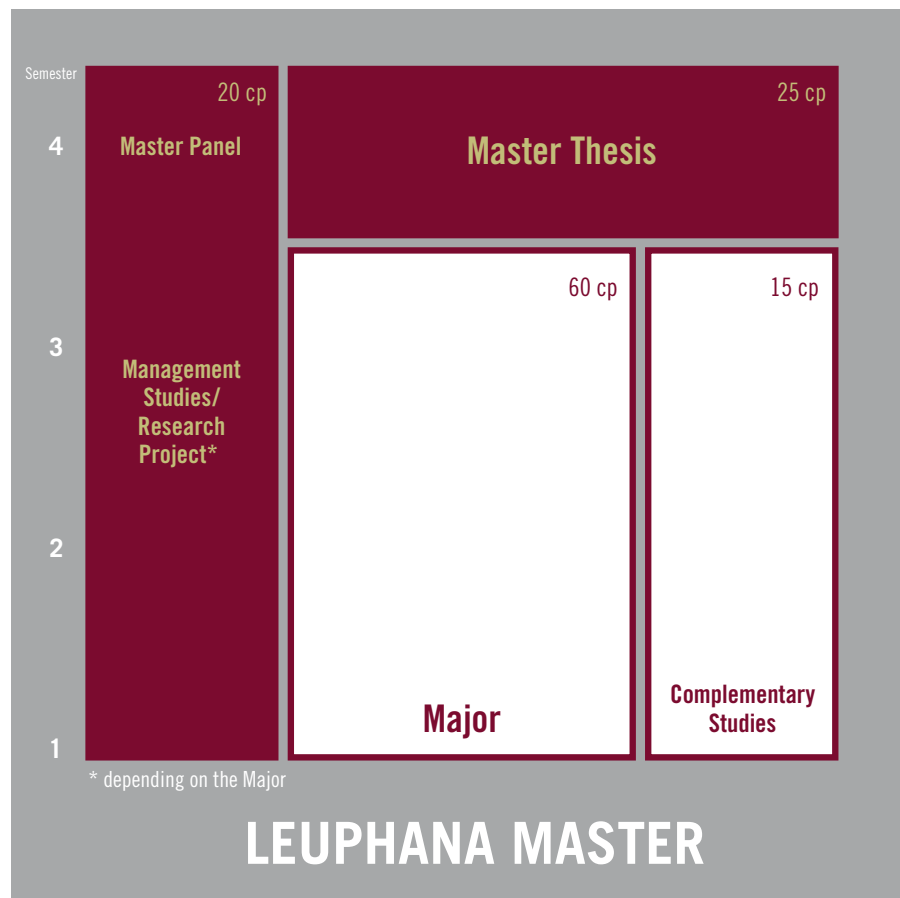 Semester
20 cp
25 cp
4
Master Panel
Master Thesis
60 cp
15 cp
3
Management
Studies/
Research
Project*
2
Major
Complementary
Studies
1
* depending on the Major
LEUPHANA MASTER